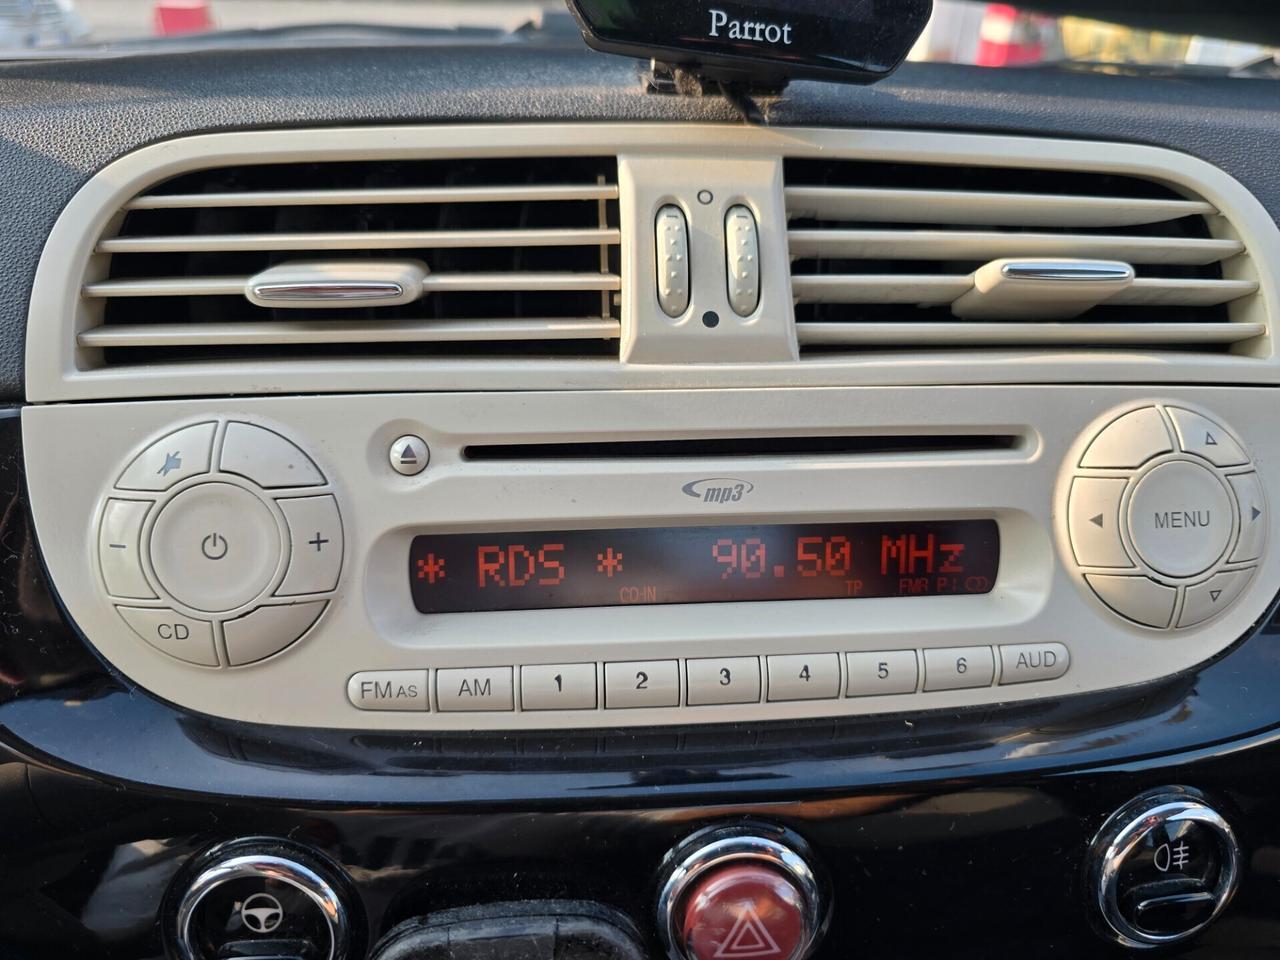 Parrot
mp3
* RDS * 90.50 MHz
CD-IN TP
MENU
CD
FM AS AM 1 2 3 4 5 6 AUD